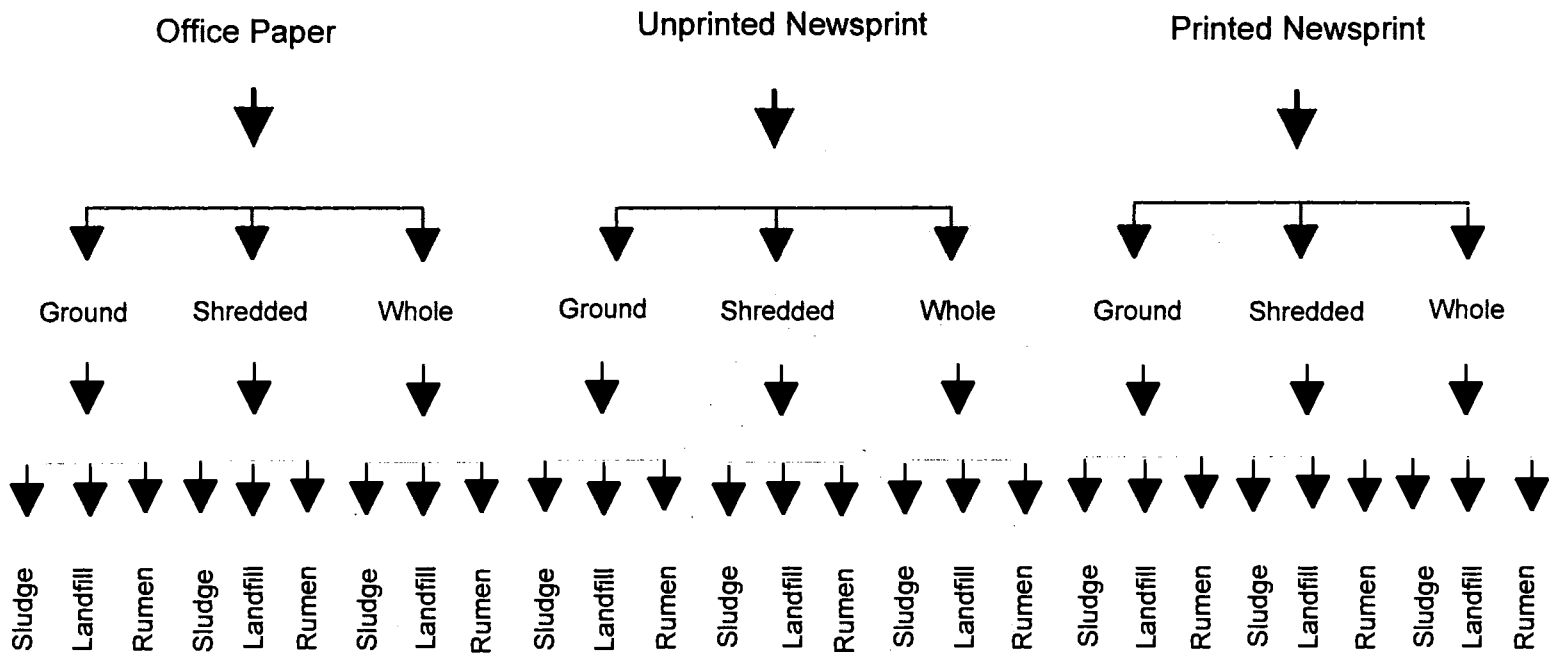 Office Paper Unprinted Newsprint Printed Newsprint
Ground Shredded Whole Ground Shredded Whole Ground Shredded Whole
Sludge Landfill Rumen Sludge Landfill Rumen Sludge Landfill Rumen Sludge Landfill Rumen Sludge Landfill Rumen Sludge Landfill Rumen Sludge Landfill Rumen Sludge Landfill Rumen Sludge Landfill Rumen